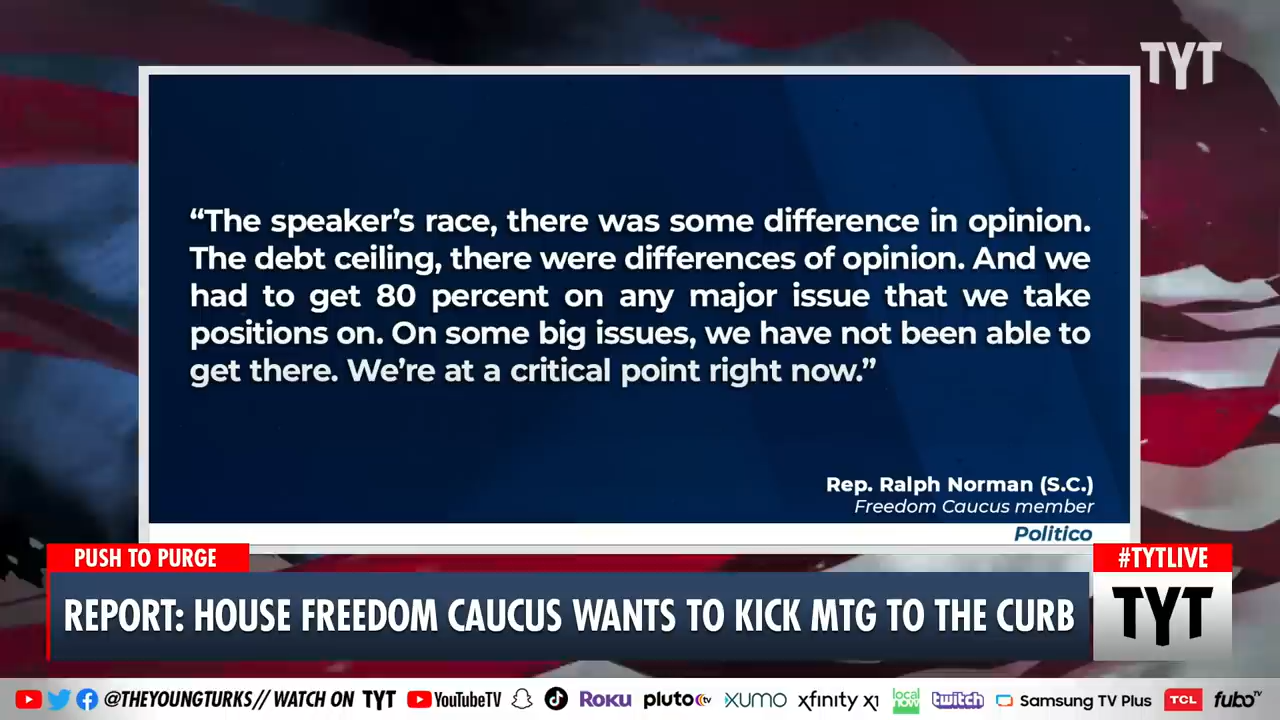 TYT
“The speaker’s race, there was some difference in opinion.
The debt ceiling, there were differences of opinion. And we
had to get 80 percent on any major issue that we take
positions on. On some big issues, we have not been able to
get there. We’re at a critical point right now.”
Rep. Ralph Norman (S.C.)
Freedom Caucus member
Politico
PUSH TO PURGE
#TYTLIVE
REPORT: HOUSE FREEDOM CAUCUS WANTS TO KICK MTG TO THE CURB
TYT
@THEYOUNGTURKS// WATCH ON TYT YouTubeTV Roku pluto tv xumo xfinity x1 local now twitch Samsung TV Plus TCL fubo TV